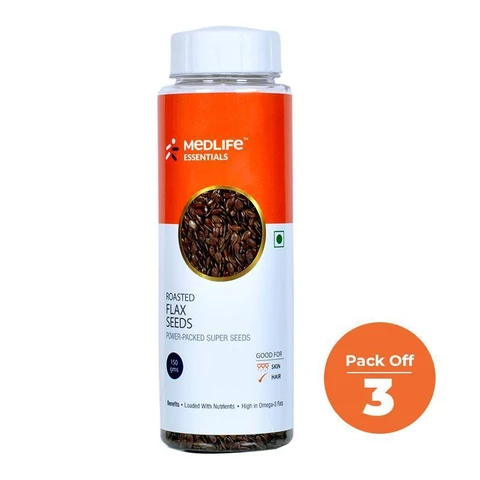 MEDLIFE™
ESSENTIALS
ROASTED
FLAX
SEEDS
POWER-PACKED SUPER SEEDS
150
gms
GOOD FOR
SKIN
HAIR
Benefits • Loaded With Nutrients • High in Omega-3 Fats
Pack Off
3